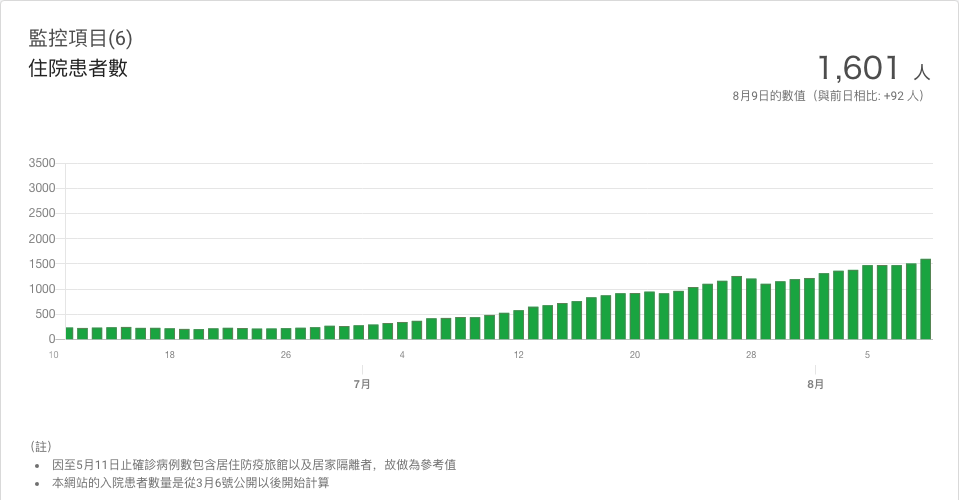 監控項目(6)
住院患者數
1,601 人
8月9日的數值（與前日相比: +92 人）
3500
3000
2500
2000
1500
1000
500
0
10 18 26 4 12 20 28 5
7月 8月
（註）
• 因至5月11日止確診病例數包含居住防疫旅館以及居家隔離者，故做為參考值
• 本網站的入院患者數量是從3月6號公開以後開始計算